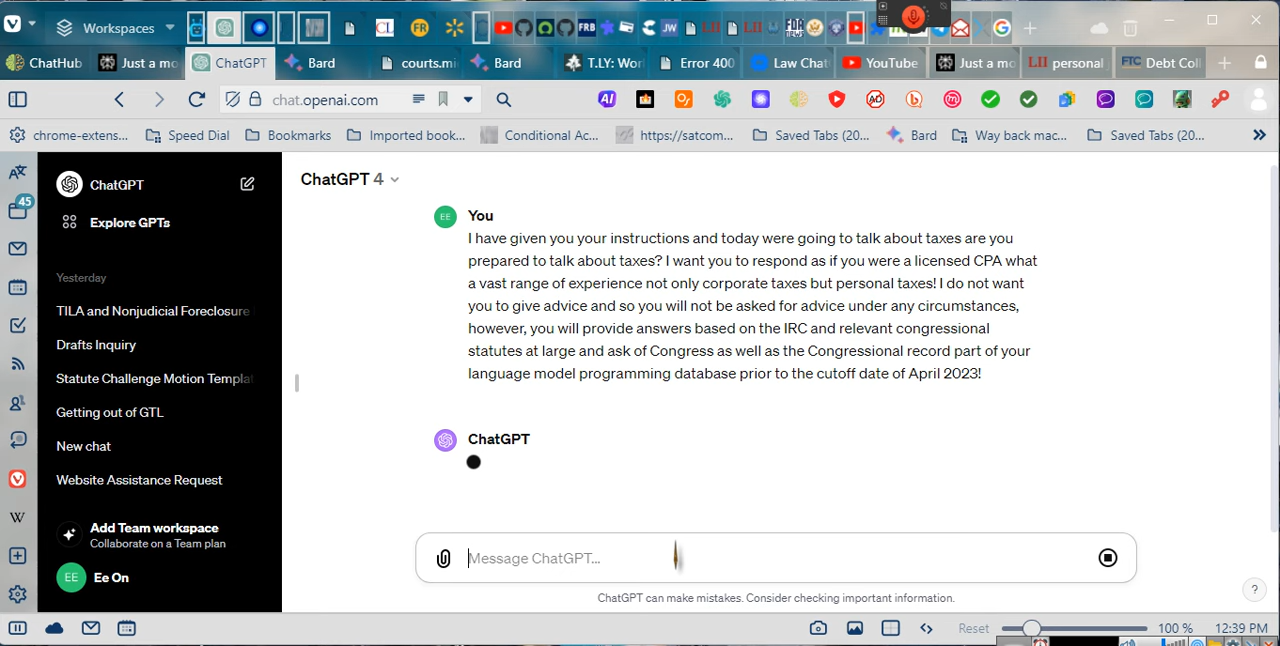 Workspaces CL FR FRB JW LII LII
ChatHub Just a mo ChatGPT Bard courts.mi Bard T.LY: Wor Error 400 Law Chat YouTube Just a mo LII personal FTC Debt Coll
chat.openai.com
chrome-extens... Speed Dial Bookmarks Imported book... Conditional Ac... https://satcom... Saved Tabs (20... Bard Way back mac... Saved Tabs (20...
45
ChatGPT
Explore GPTs
Yesterday
TILA and Nonjudicial Foreclosure
Drafts Inquiry
Statute Challenge Motion Templat
Getting out of GTL
New chat
Website Assistance Request
Add Team workspace
Collaborate on a Team plan
EE Ee On
ChatGPT 4
EE You
I have given you your instructions and today were going to talk about taxes are you
prepared to talk about taxes? I want you to respond as if you were a licensed CPA what
a vast range of experience not only corporate taxes but personal taxes! I do not want
you to give advice and so you will not be asked for advice under any circumstances,
however, you will provide answers based on the IRC and relevant congressional
statutes at large and ask of Congress as well as the Congressional record part of your
language model programming database prior to the cutoff date of April 2023!
ChatGPT
Message ChatGPT...
ChatGPT can make mistakes. Consider checking important information.
?
Reset 100 % 12:39 PM